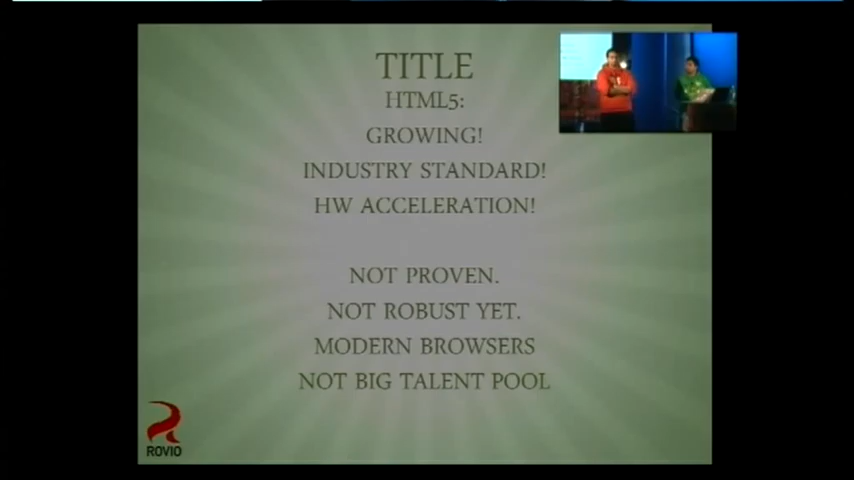 TITLE
HTML5:
GROWING!
INDUSTRY STANDARD!
HW ACCELERATION!
NOT PROVEN.
NOT ROBUST YET.
MODERN BROWSERS
NOT BIG TALENT POOL
ROVIO